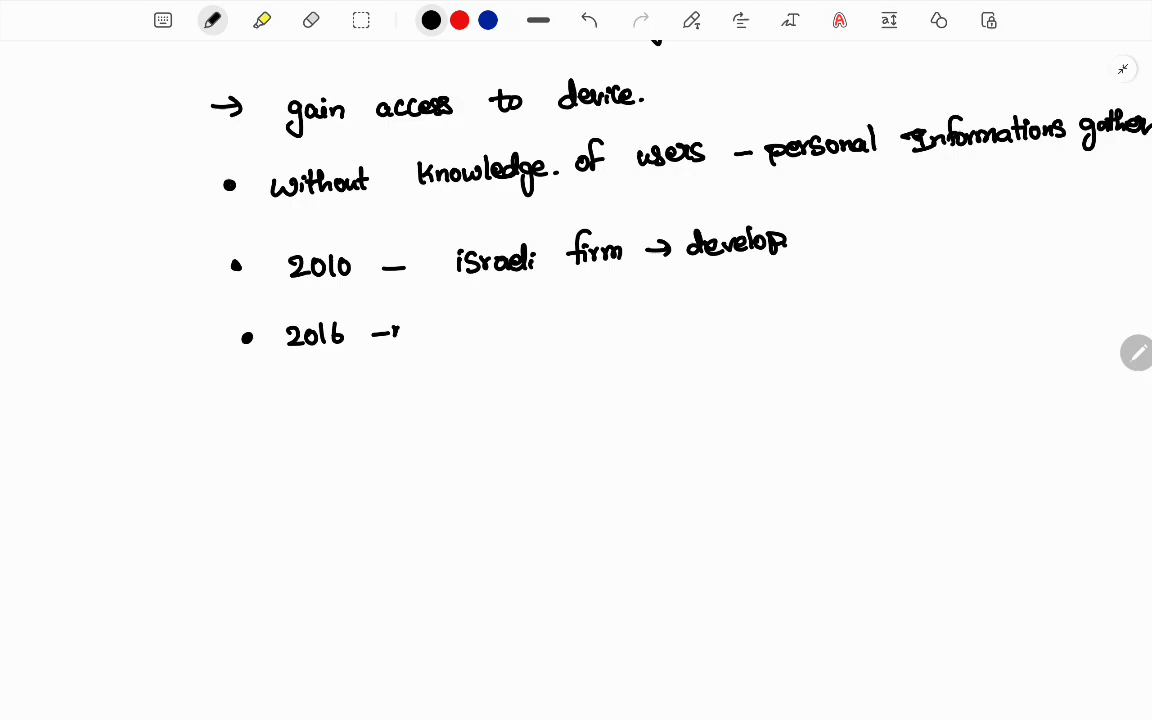 → gain access to device.
• without knowledge. of users - personal Informations gather
• 2010 - israeli firm → develop
• 2016 -